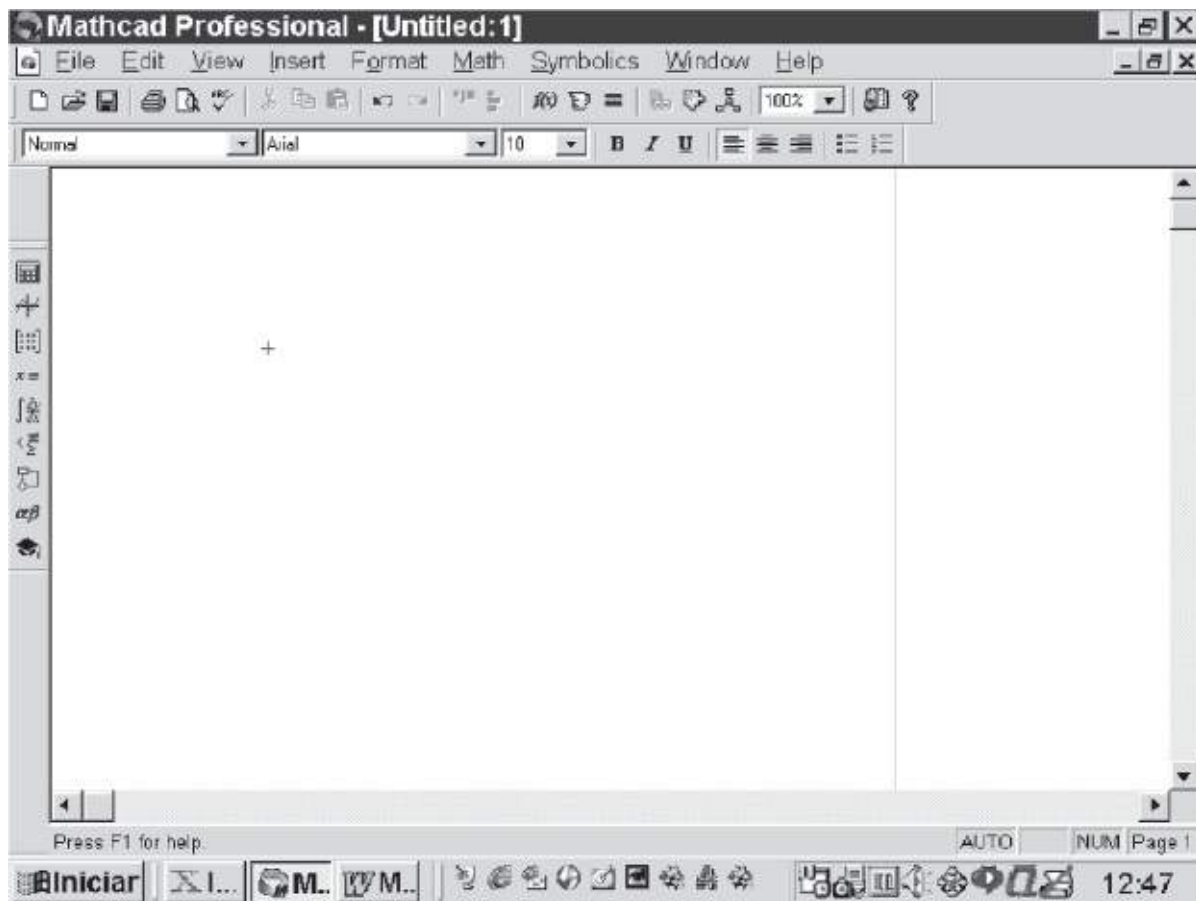 Mathcad Professional - [Untitled:1]
File Edit View Insert Format Math Symbolics Window Help
100%
Normal Arial 10 B I U
x=
αβ
Press F1 for help. AUTO NUM Page 1
Iniciar I... M.. M.. 12:47